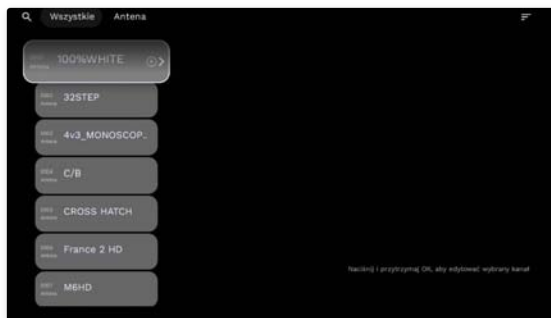 Wszystkie Antena
100%WHITE
32STEP
4v3_MONOSCOP..
C/B
CROSS HATCH
France 2 HD
M6HD
Naciśnij i przytrzymaj OK, aby edytować wybrany kanał